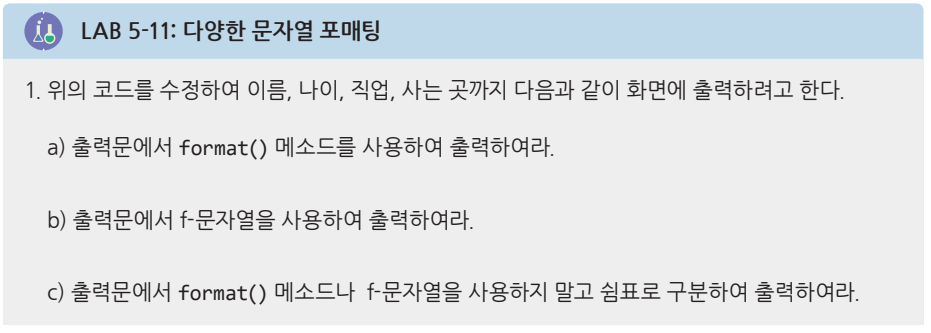 LAB 5-11: 다양한 문자열 포매팅
1. 위의 코드를 수정하여 이름, 나이, 직업, 사는 곳까지 다음과 같이 화면에 출력하려고 한다.
a) 출력문에서 format() 메소드를 사용하여 출력하여라.
b) 출력문에서 f-문자열을 사용하여 출력하여라.
c) 출력문에서 format() 메소드나 f-문자열을 사용하지 말고 쉼표로 구분하여 출력하여라.